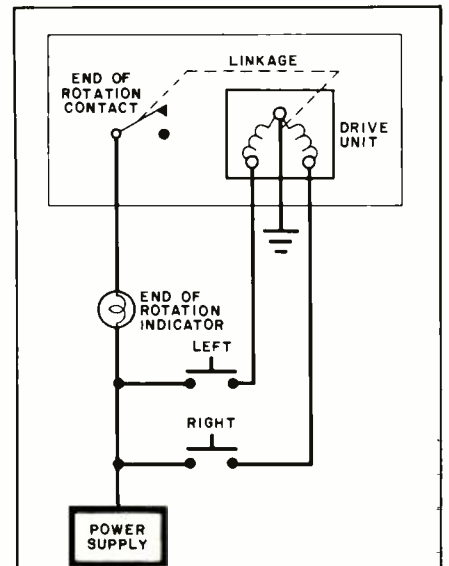 LINKAGE
END OF
ROTATION
CONTACT
DRIVE
UNIT
END OF
ROTATION
INDICATOR
LEFT
RIGHT
POWER
SUPPLY